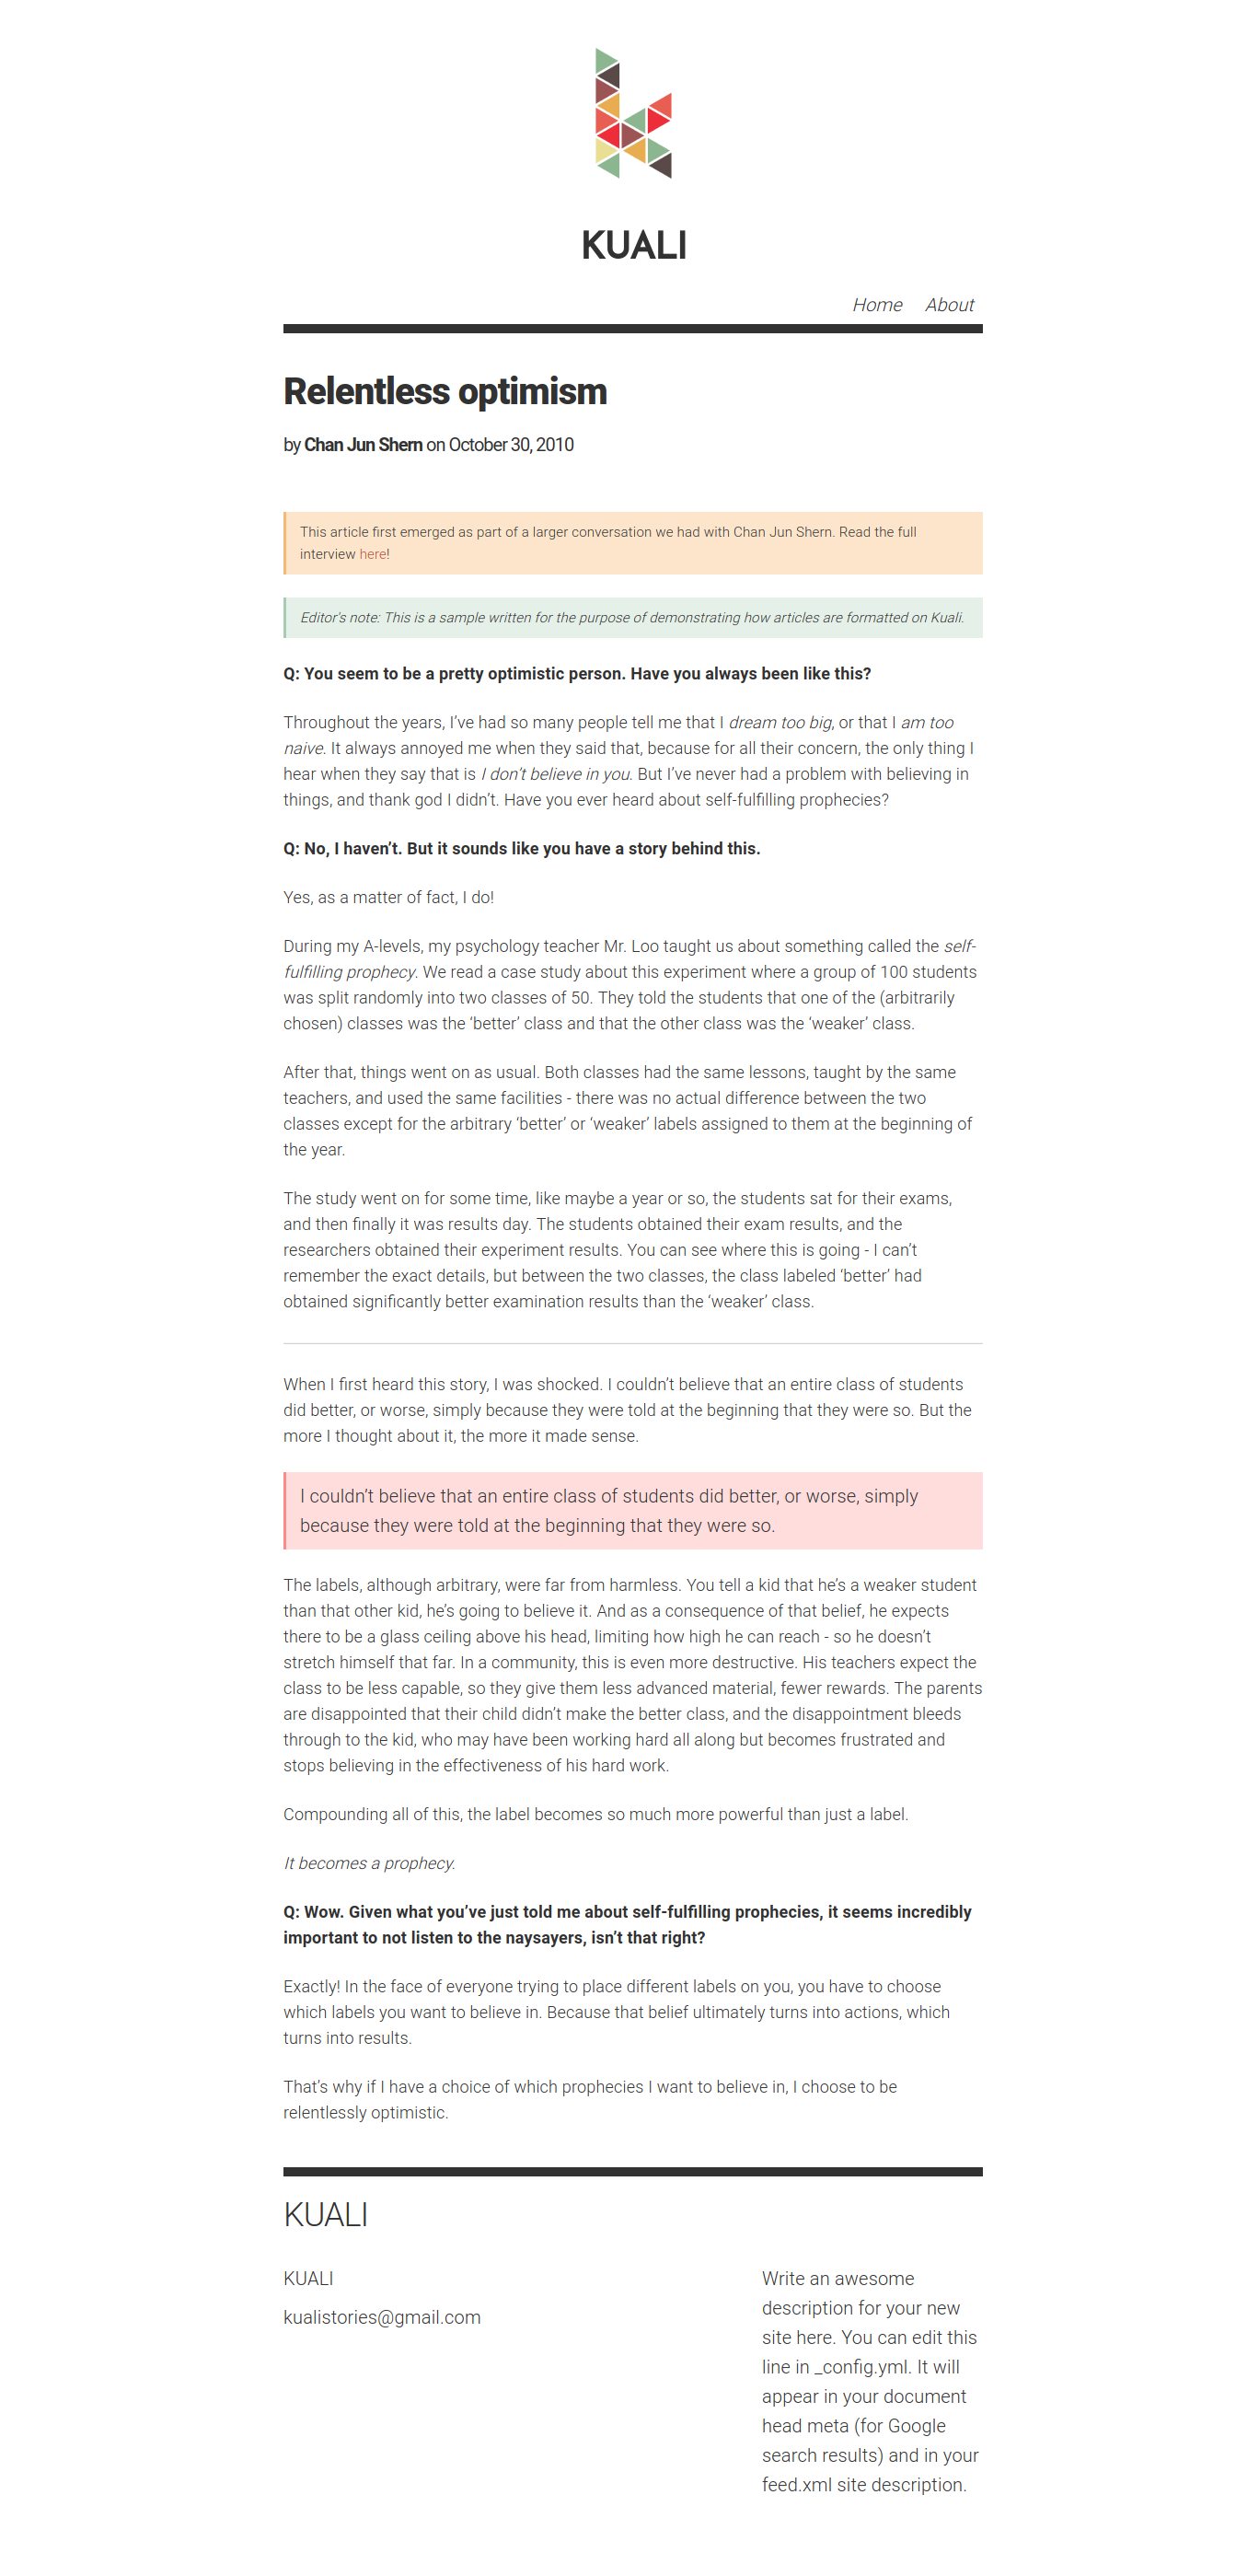 KUALI
Home About
Relentless optimism
by Chan Jun Shern on October 30, 2010
This article first emerged as part of a larger conversation we had with Chan Jun Shern. Read the full
interview here!
Editor's note: This is a sample written for the purpose of demonstrating how articles are formatted on Kuali.
Q: You seem to be a pretty optimistic person. Have you always been like this?
Throughout the years, I’ve had so many people tell me that I dream too big, or that I am too
naive. It always annoyed me when they said that, because for all their concern, the only thing I
hear when they say that is I don’t believe in you. But I’ve never had a problem with believing in
things, and thank god I didn’t. Have you ever heard about self-fulfilling prophecies?
Q: No, I haven’t. But it sounds like you have a story behind this.
Yes, as a matter of fact, I do!
During my A-levels, my psychology teacher Mr. Loo taught us about something called the self-
fulfilling prophecy. We read a case study about this experiment where a group of 100 students
was split randomly into two classes of 50. They told the students that one of the (arbitrarily
chosen) classes was the ‘better’ class and that the other class was the ‘weaker’ class.
After that, things went on as usual. Both classes had the same lessons, taught by the same
teachers, and used the same facilities - there was no actual difference between the two
classes except for the arbitrary ‘better’ or ‘weaker’ labels assigned to them at the beginning of
the year.
The study went on for some time, like maybe a year or so, the students sat for their exams,
and then finally it was results day. The students obtained their exam results, and the
researchers obtained their experiment results. You can see where this is going - I can’t
remember the exact details, but between the two classes, the class labeled ‘better’ had
obtained significantly better examination results than the ‘weaker’ class.
When I first heard this story, I was shocked. I couldn’t believe that an entire class of students
did better, or worse, simply because they were told at the beginning that they were so. But the
more I thought about it, the more it made sense.
I couldn’t believe that an entire class of students did better, or worse, simply
because they were told at the beginning that they were so.
The labels, although arbitrary, were far from harmless. You tell a kid that he’s a weaker student
than that other kid, he’s going to believe it. And as a consequence of that belief, he expects
there to be a glass ceiling above his head, limiting how high he can reach - so he doesn’t
stretch himself that far. In a community, this is even more destructive. His teachers expect the
class to be less capable, so they give them less advanced material, fewer rewards. The parents
are disappointed that their child didn’t make the better class, and the disappointment bleeds
through to the kid, who may have been working hard all along but becomes frustrated and
stops believing in the effectiveness of his hard work.
Compounding all of this, the label becomes so much more powerful than just a label.
It becomes a prophecy.
Q: Wow. Given what you’ve just told me about self-fulfilling prophecies, it seems incredibly
important to not listen to the naysayers, isn’t that right?
Exactly! In the face of everyone trying to place different labels on you, you have to choose
which labels you want to believe in. Because that belief ultimately turns into actions, which
turns into results.
That’s why if I have a choice of which prophecies I want to believe in, I choose to be
relentlessly optimistic.
KUALI
KUALI
kualistories@gmail.com
Write an awesome
description for your new
site here. You can edit this
line in _config.yml. It will
appear in your document
head meta (for Google
search results) and in your
feed.xml site description.